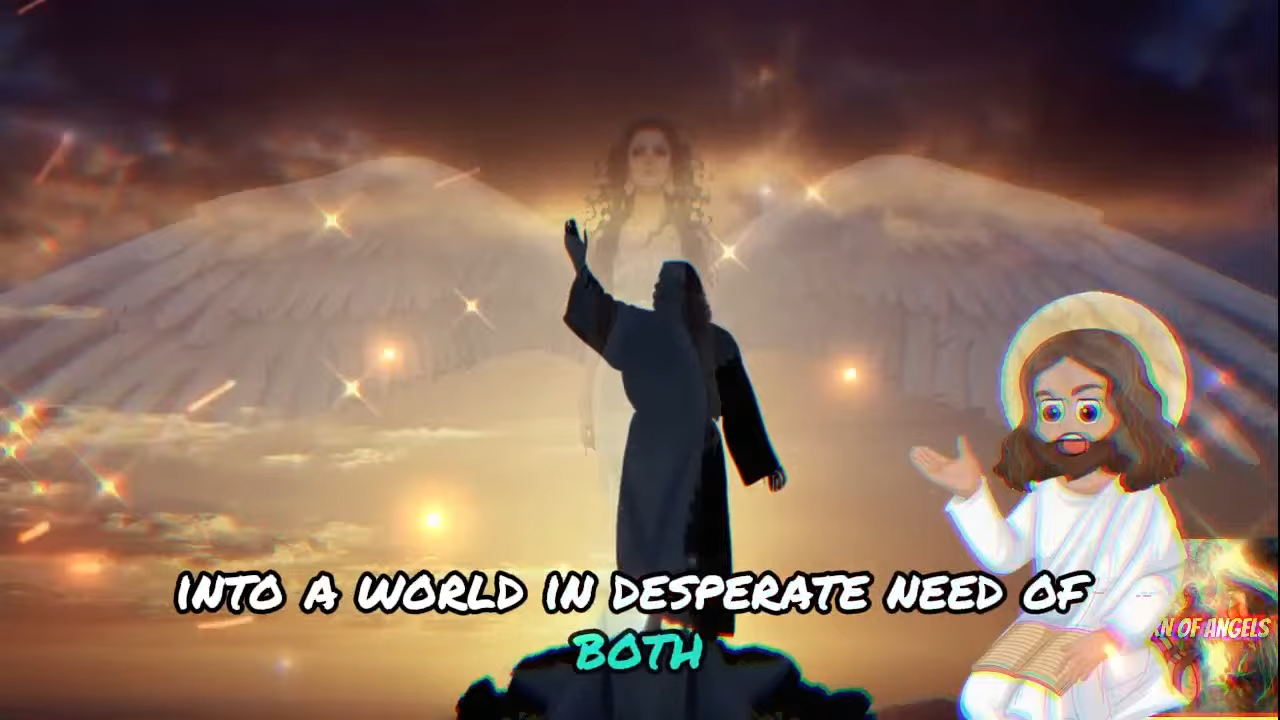 INTO A WORLD IN DESPERATE NEED OF
BOTH
OF ANGELS